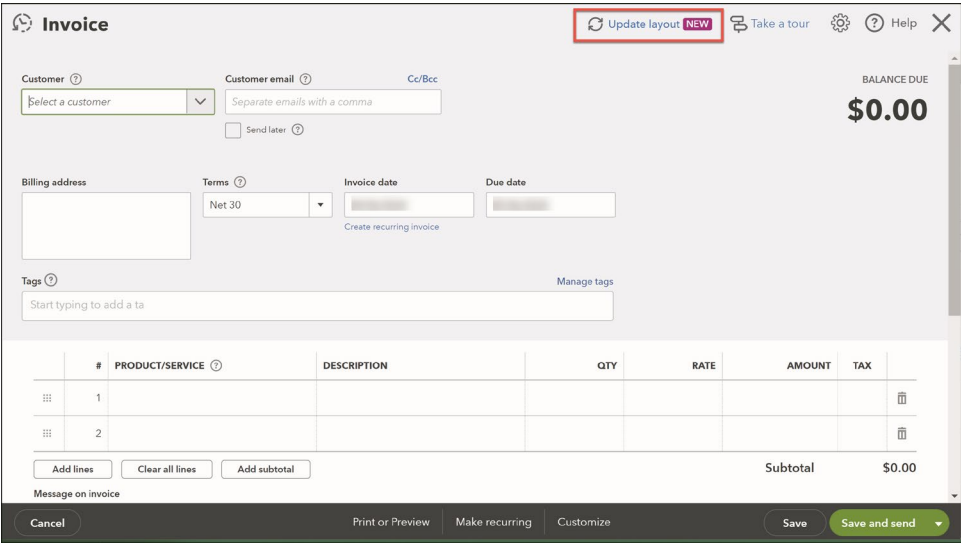 Invoice
Update layout NEW
Take a tour
Help
Customer
Customer email
Cc/Bcc
BALANCE DUE
Select a customer
Separate emails with a comma
$0.00
Send later
Billing address
Terms
Invoice date
Due date
Net 30
Create recurring invoice
Tags
Manage tags
Start typing to add a ta
# PRODUCT/SERVICE DESCRIPTION QTY RATE AMOUNT TAX
1
2
Add lines
Clear all lines
Add subtotal
Subtotal $0.00
Message on invoice
Cancel
Print or Preview
Make recurring
Customize
Save
Save and send